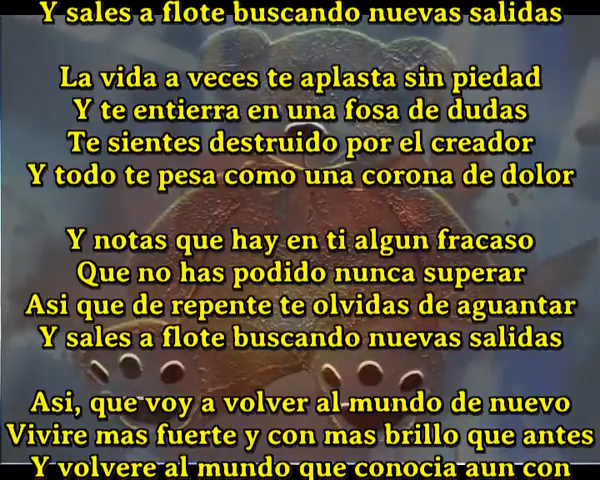 Y sales a flote buscando nuevas salidas
La vida a veces te aplasta sin piedad
Y te entierra en una fosa de dudas
Te sientes destruido por el creador
Y todo te pesa como una corona de dolor
Y notas que hay en ti algun fracaso
Que no has podido nunca superar
Asi que de repente te olvidas de aguantar
Y sales a flote buscando nuevas salidas
Asi, que voy a volver al mundo de nuevo
Vivire mas fuerte y con mas brillo que antes
Y volvere al mundo que conocia aun con